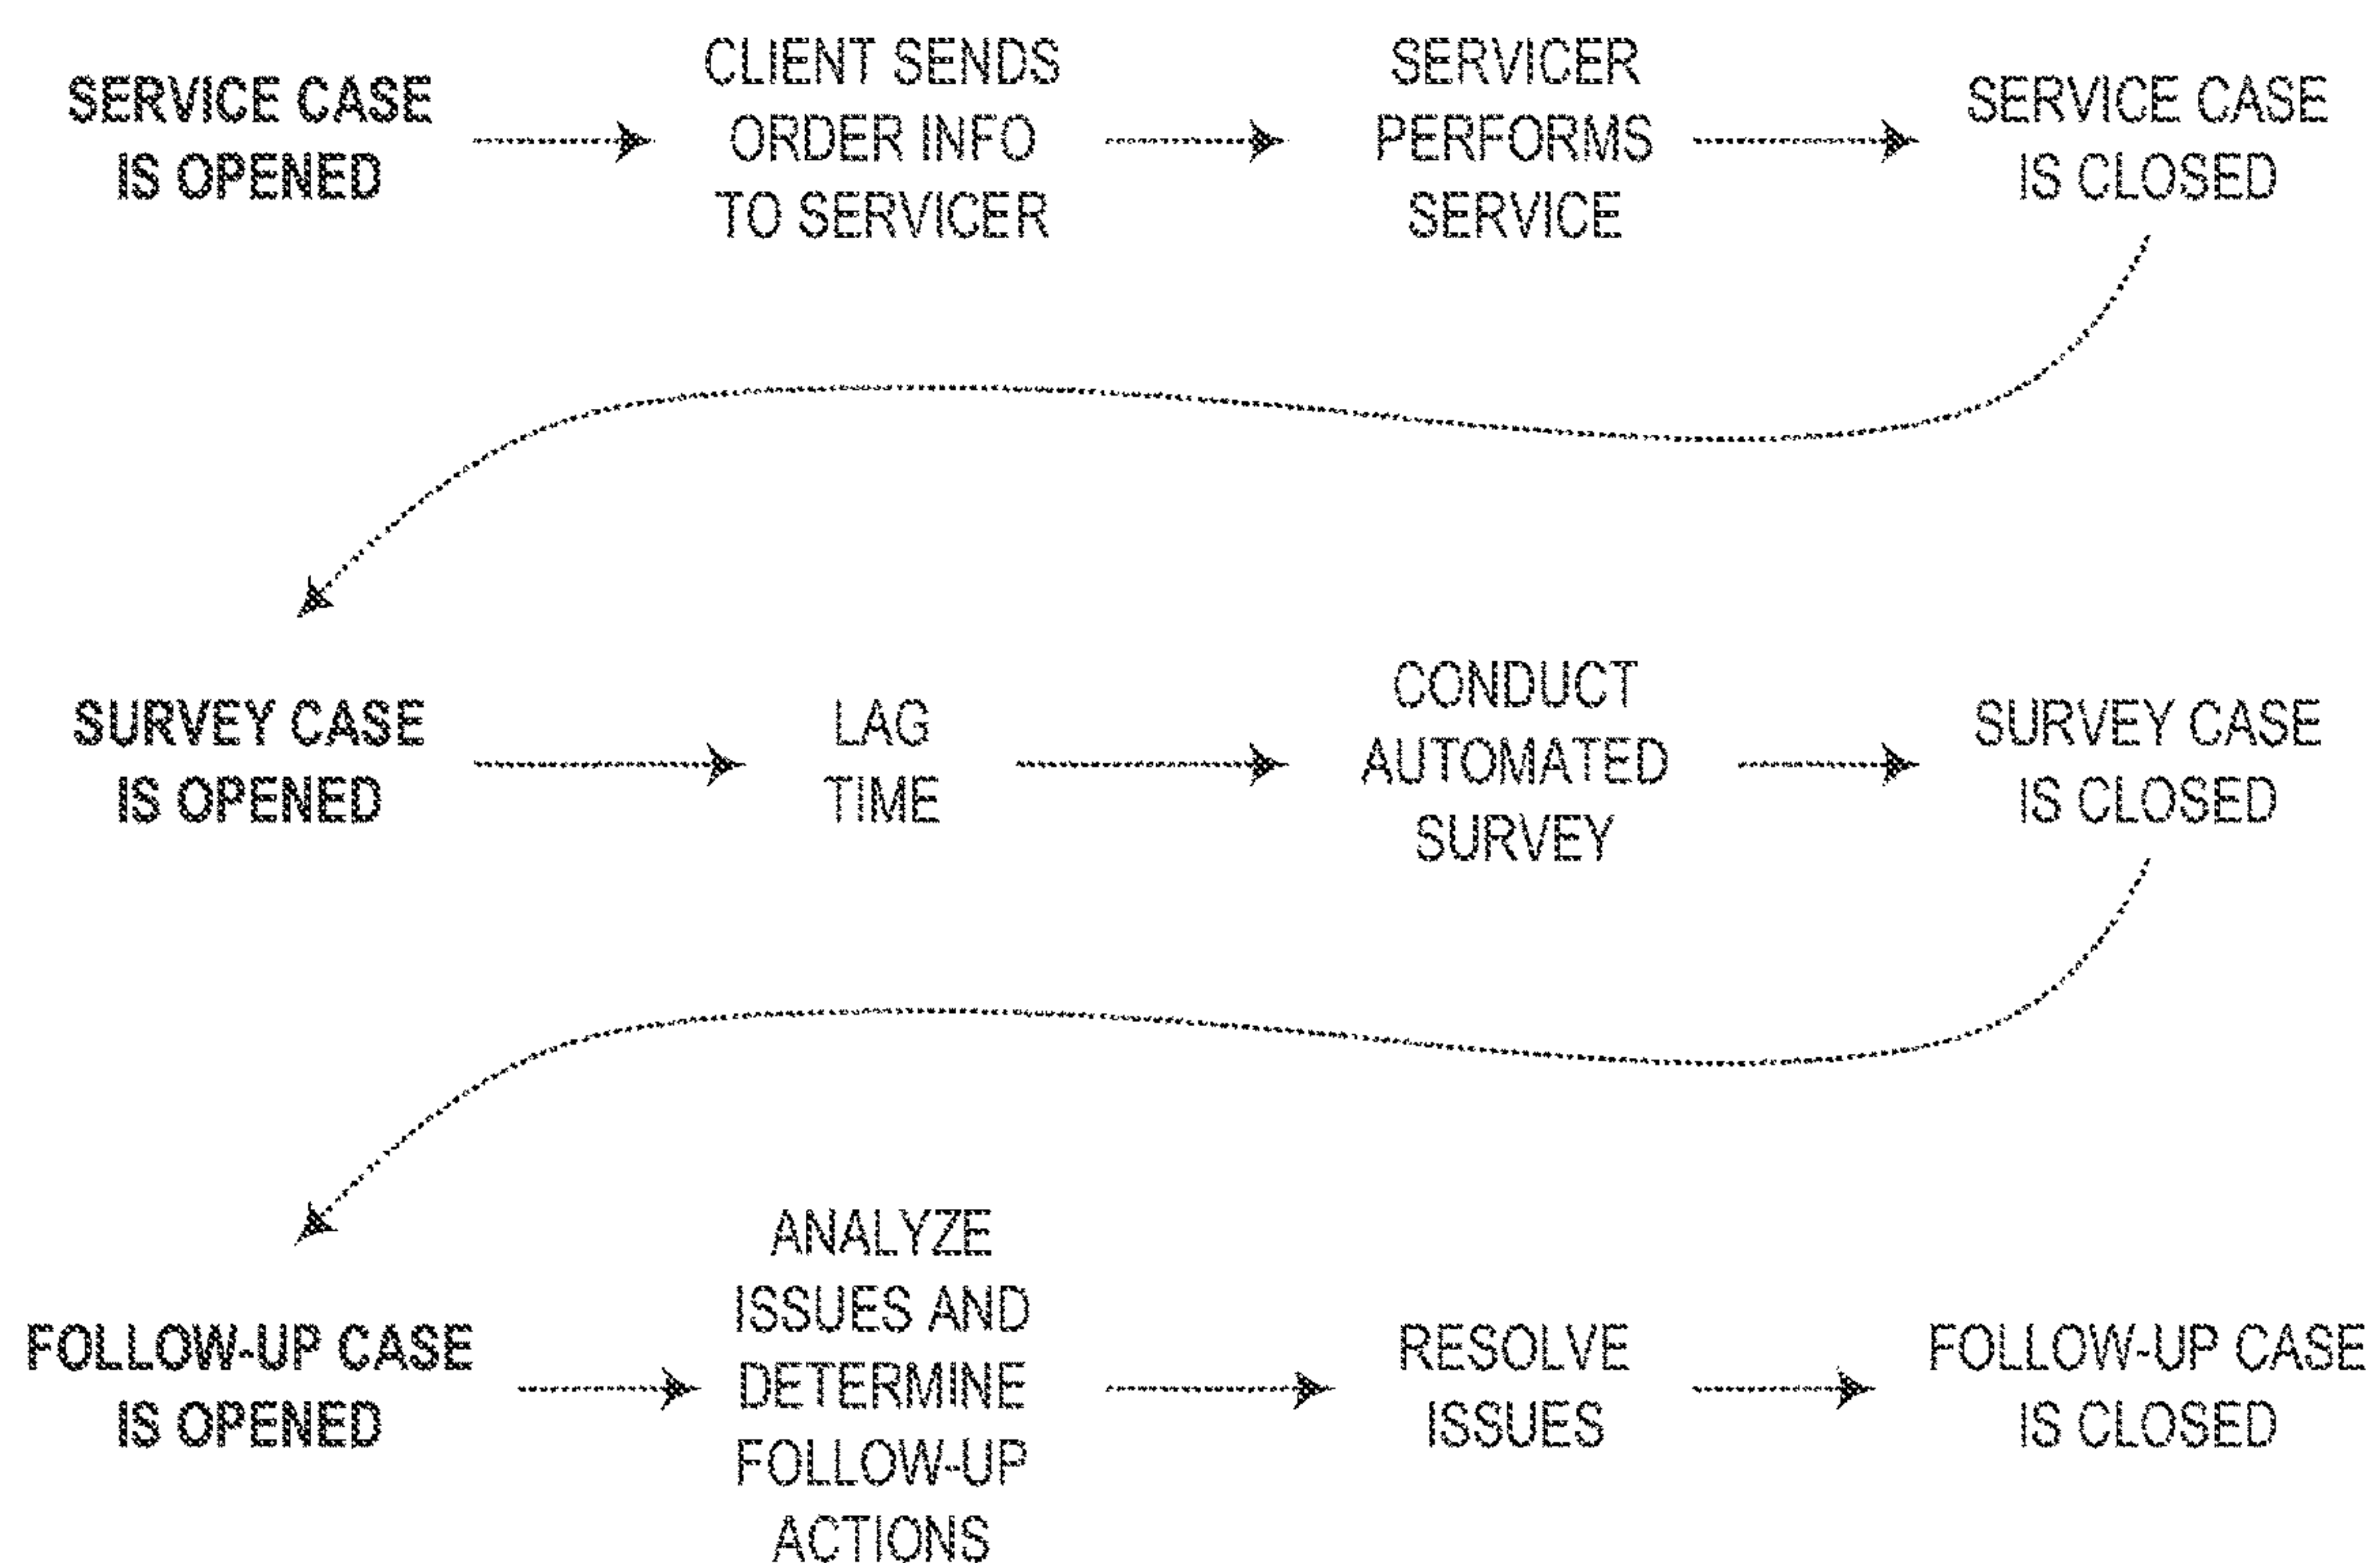 SERVICE CASE
IS OPENED
CLIENT SENDS
ORDER INFO
TO SERVICER
SERVICER
PERFORMS
SERVICE
SERVICE CASE
IS CLOSED
SURVEY CASE
IS OPENED
LAG
TIME
CONDUCT
AUTOMATED
SURVEY
SURVEY CASE
IS CLOSED
FOLLOW-UP CASE
IS OPENED
ANALYZE
ISSUES AND
DETERMINE
FOLLOW-UP
ACTIONS
RESOLVE
ISSUES
FOLLOW-UP CASE
IS CLOSED